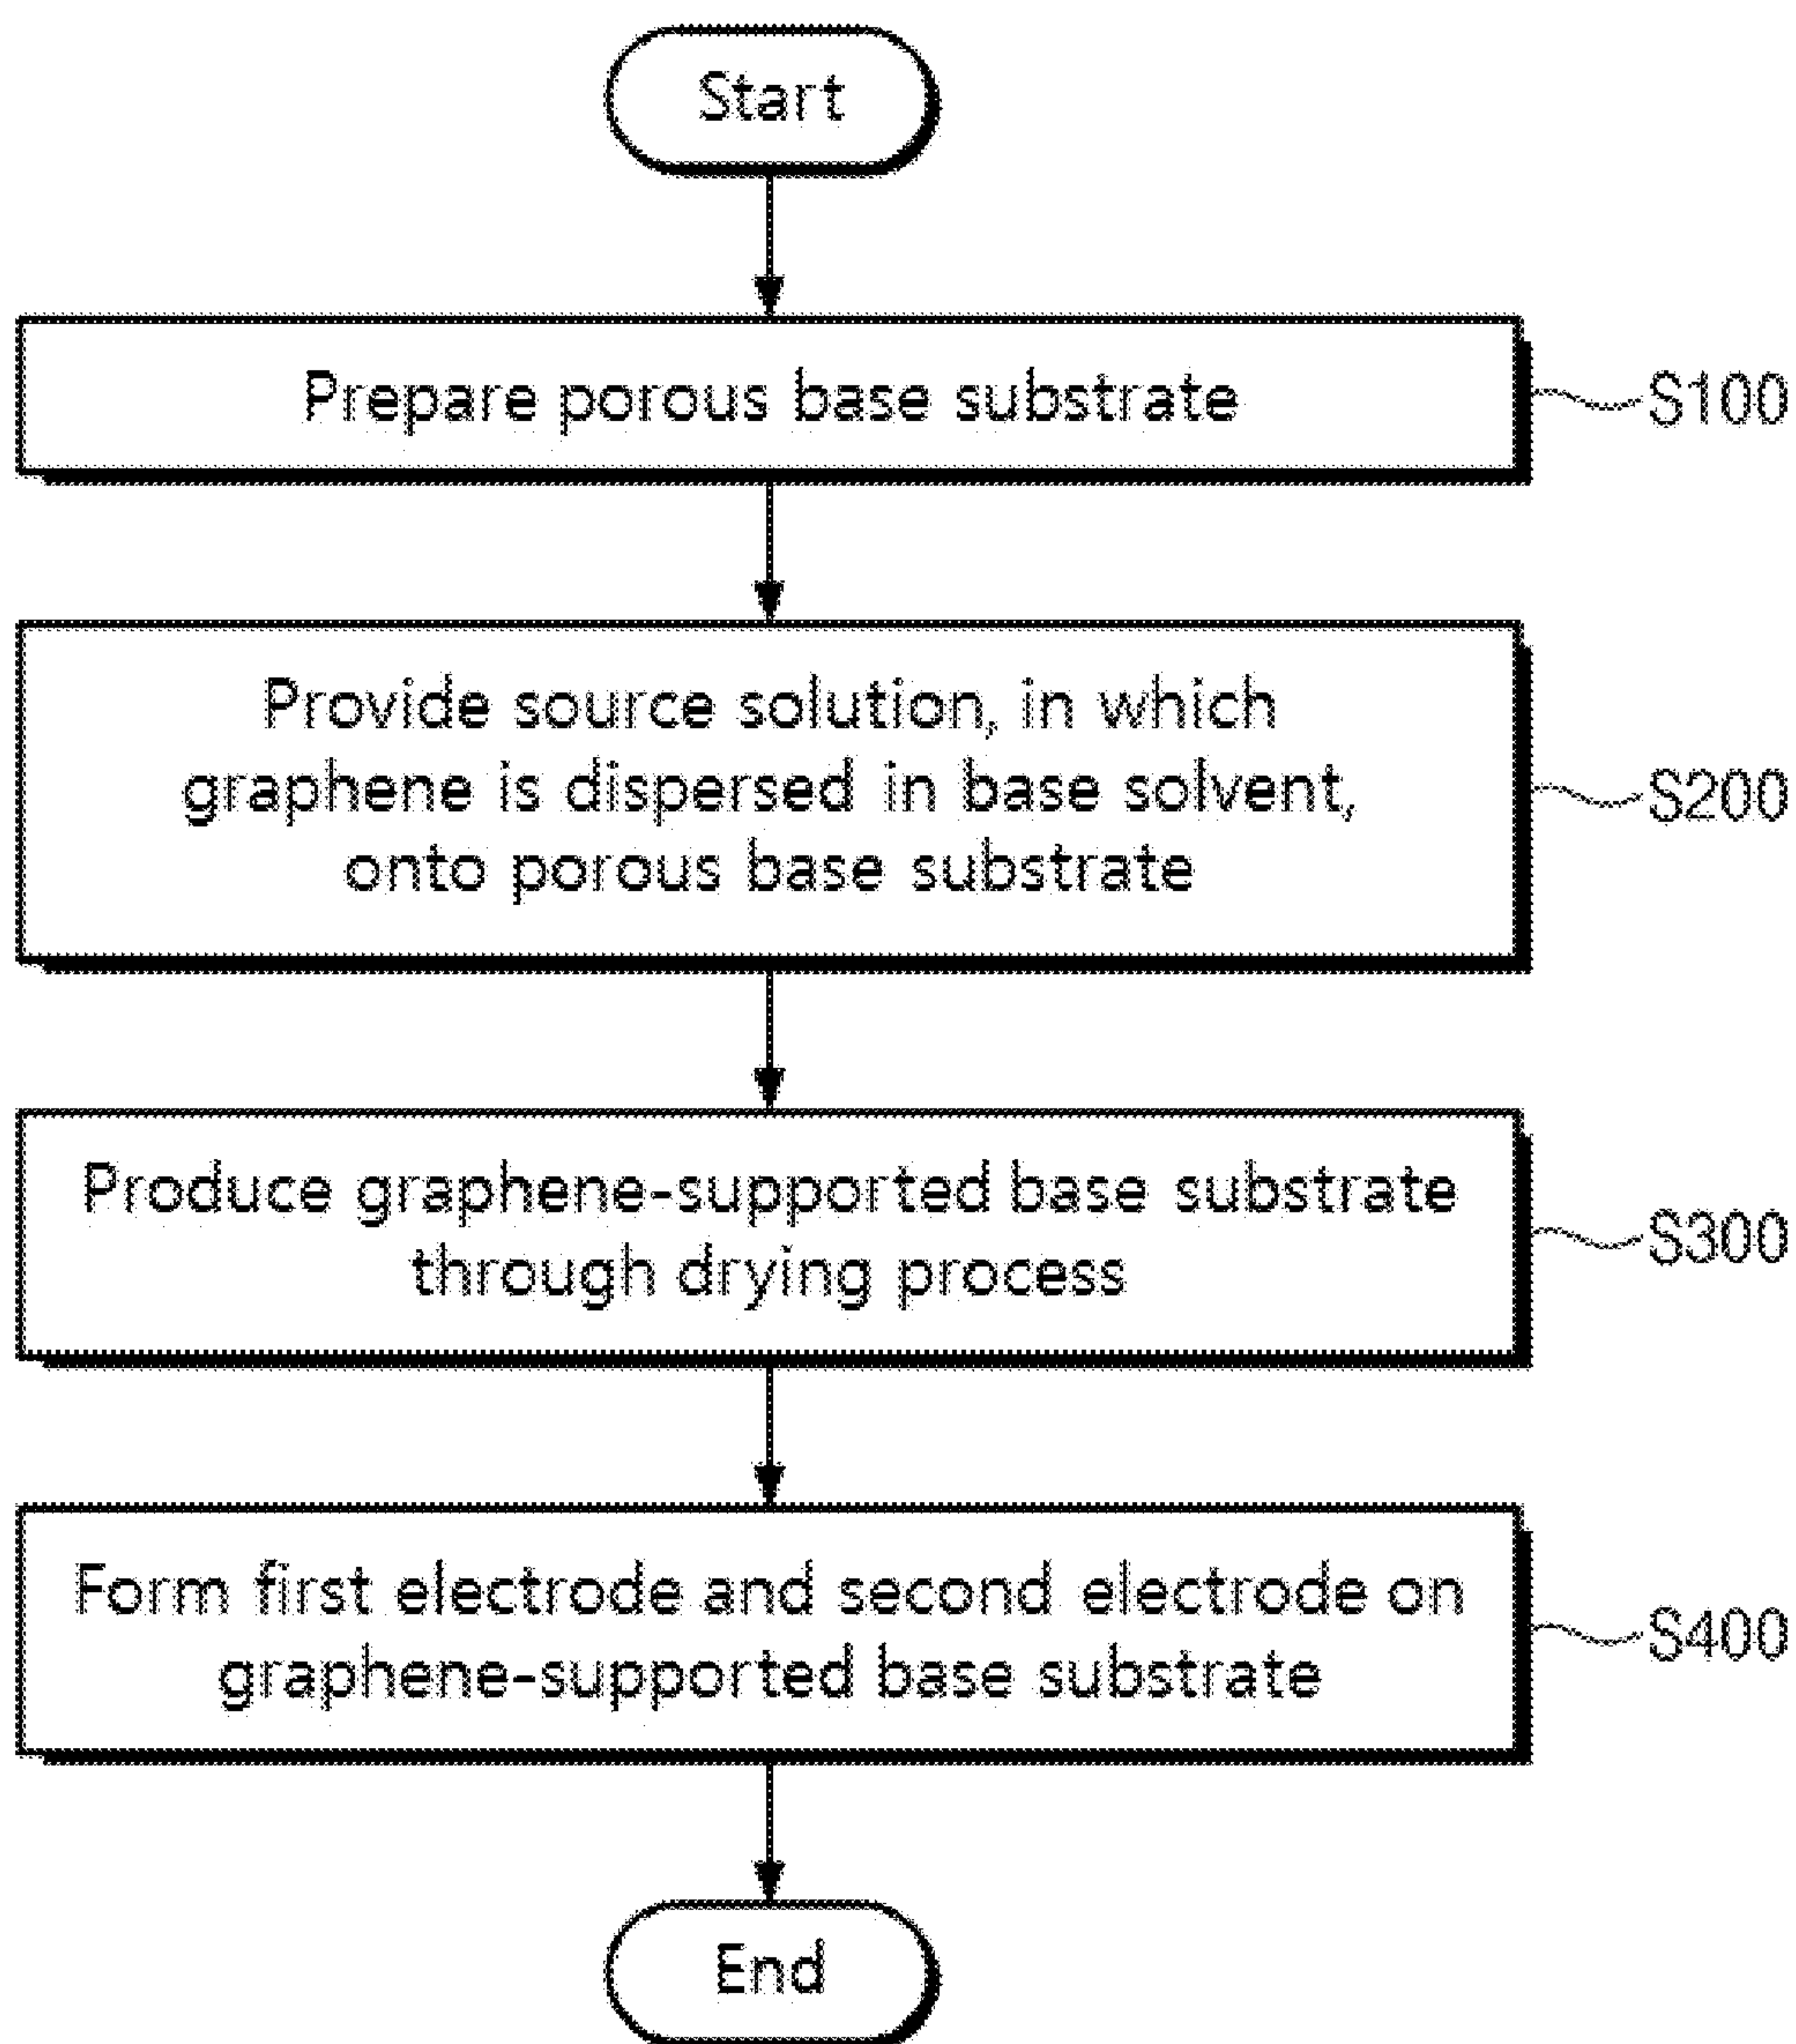 Start
Prepare porous base substrate
S100
Provide source solution, in which
graphene is dispersed in base solvent,
onto porous base substrate
S200
Produce graphene-supported base substrate
through drying process
S300
Form first electrode and second electrode on
graphene-supported base substrate
S400
End